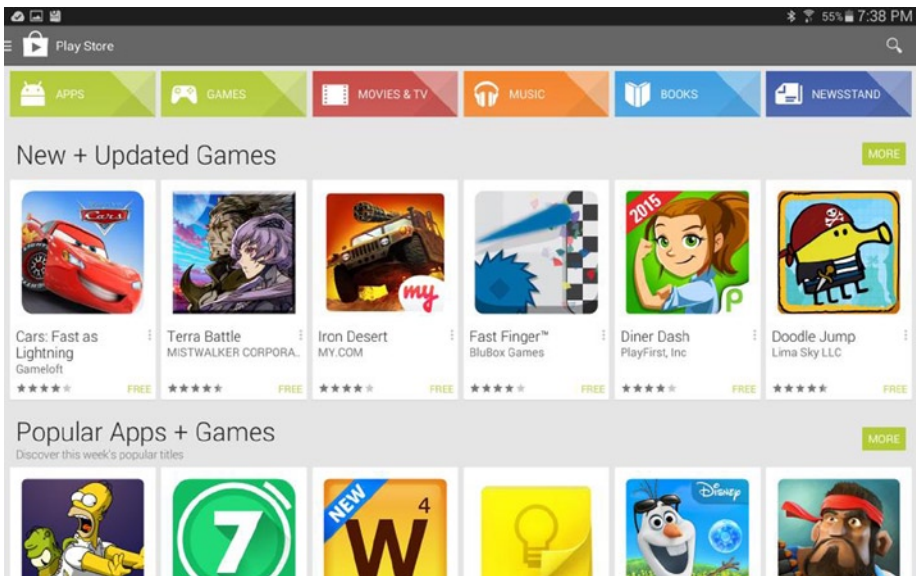 55% 7:38 PM
Play Store
APPS
GAMES
MOVIES & TV
MUSIC
BOOKS
NEWSSTAND
New + Updated Games
MORE
Cars
2015
my
Cars: Fast as
Lightning
Gameloft
FREE
Terra Battle
MISTWALKER CORPORA..
FREE
Iron Desert
MY.COM
FREE
Fast Finger™
BluBox Games
FREE
Diner Dash
PlayFirst, Inc
FREE
Doodle Jump
Lima Sky LLC
FREE
Popular Apps + Games
Discover this week's popular titles
MORE
7
NEW
W
4
Disney